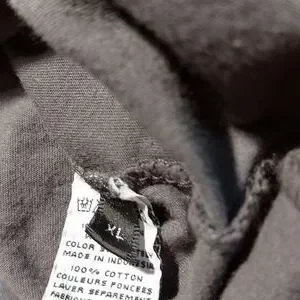 XL
COLOR
MADE IN INDONESIA
100% COTTON
COULEURS FONCEES
LAVER SEPAREMENT